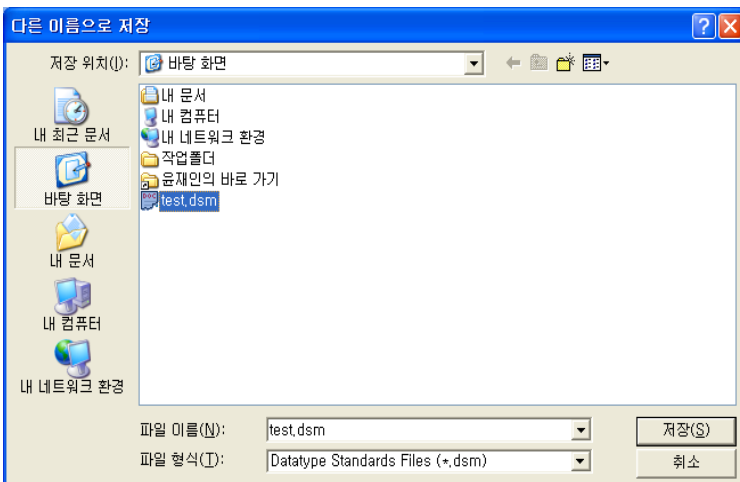 다른 이름으로 저장
저장 위치(I):
바탕 화면
내 최근 문서
바탕 화면
내 문서
내 컴퓨터
내 네트워크 환경
내 문서
내 컴퓨터
내 네트워크 환경
작업폴더
윤재인의 바로 가기
test.dsm
파일 이름(N):
test.dsm
저장(S)
파일 형식(T):
Datatype Standards Files (*.dsm)
취소